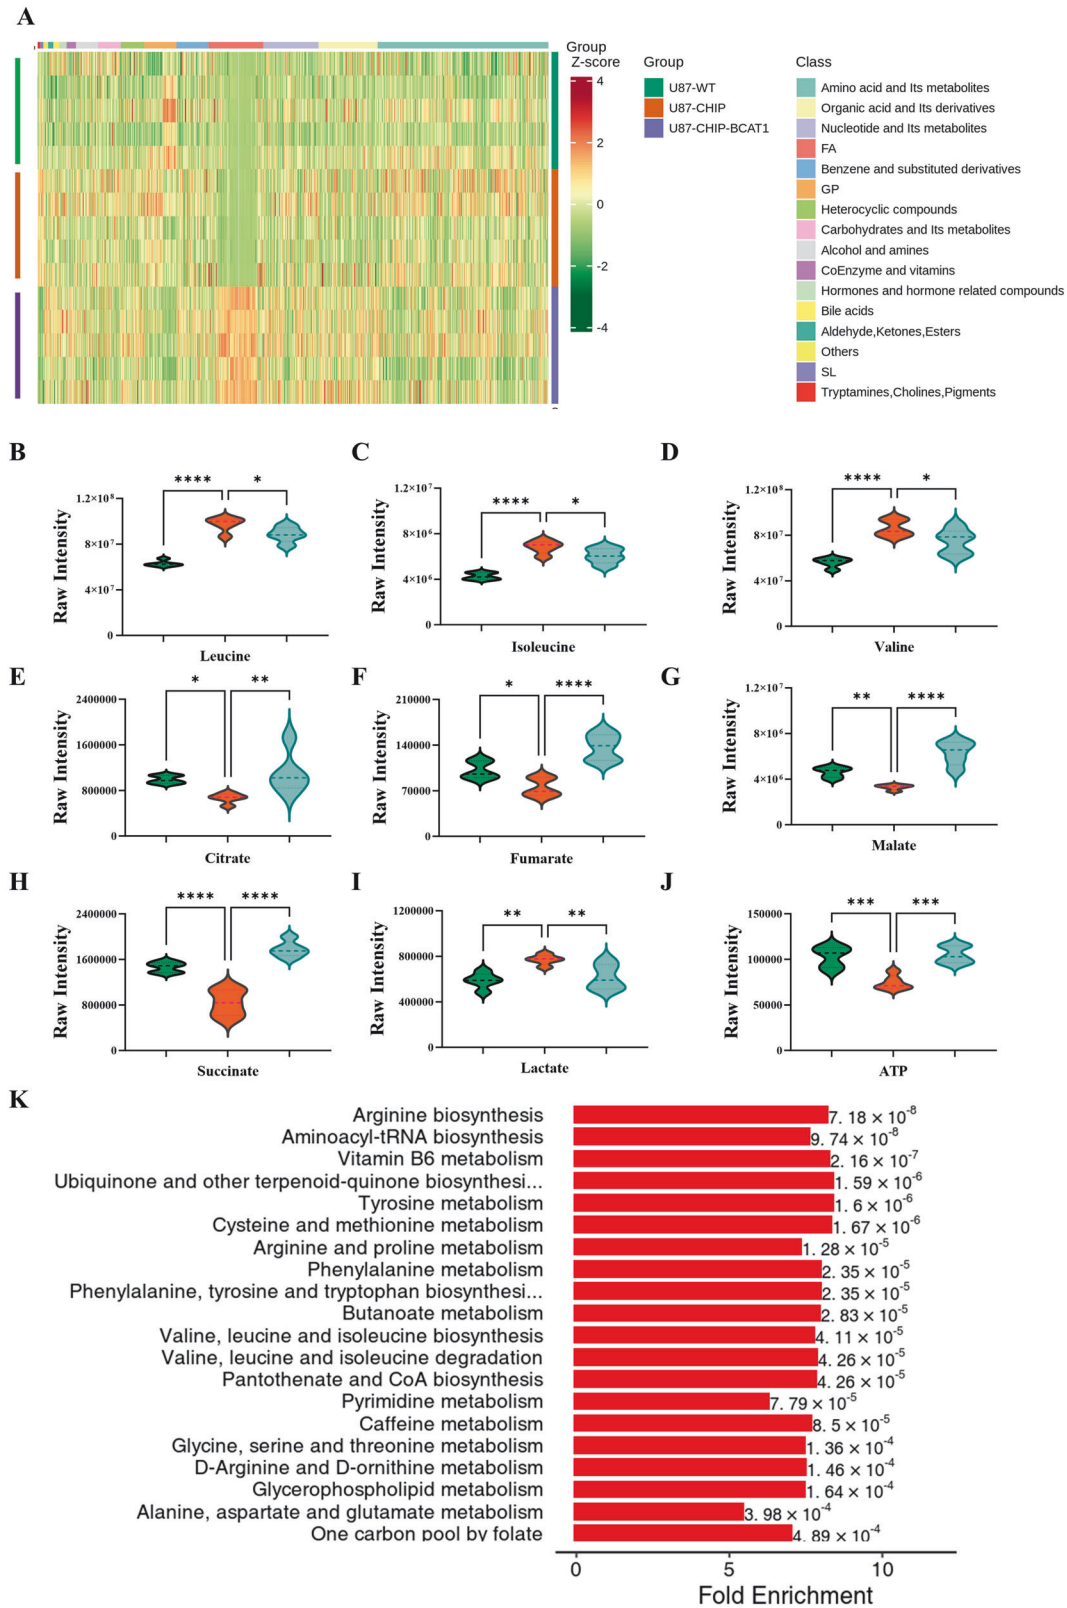 A
Group
Z-score
4
2
0
-2
-4
Group
U87-WT
U87-CHIP
U87-CHIP-BCAT1
Class
Amino acid and Its metabolites
Organic acid and Its derivatives
Nucleotide and Its metabolites
FA
Benzene and substituted derivatives
GP
Heterocyclic compounds
Carbohydrates and Its metabolites
Alcohol and amines
CoEnzyme and vitamins
Hormones and hormone related compounds
Bile acids
Aldehyde,Ketones,Esters
Others
SL
Tryptamines,Cholines,Pigments
B
**** *
1.2×10⁸
8×10⁷
4×10⁷
0
Raw Intensity
Leucine
C
**** *
1.2×10⁷
8×10⁶
4×10⁶
0
Raw Intensity
Isoleucine
D
**** *
1.2×10⁸
8×10⁷
4×10⁷
0
Raw Intensity
Valine
E
* **
2400000
1600000
800000
0
Raw Intensity
Citrate
F
* ****
210000
140000
70000
0
Raw Intensity
Fumarate
G
** ****
1.2×10⁷
8×10⁶
4×10⁶
0
Raw Intensity
Malate
H
**** ****
2400000
1600000
800000
0
Raw Intensity
Succinate
I
** **
1200000
800000
400000
0
Raw Intensity
Lactate
J
*** ***
150000
100000
50000
0
Raw Intensity
ATP
K
Arginine biosynthesis 7.18 × 10⁻⁸
Aminoacyl-tRNA biosynthesis 9.74 × 10⁻⁸
Vitamin B6 metabolism 2.16 × 10⁻⁷
Ubiquinone and other terpenoid-quinone biosynthesi... 1.59 × 10⁻⁶
Tyrosine metabolism 1.6 × 10⁻⁶
Cysteine and methionine metabolism 1.67 × 10⁻⁶
Arginine and proline metabolism 1.28 × 10⁻⁵
Phenylalanine metabolism 2.35 × 10⁻⁵
Phenylalanine, tyrosine and tryptophan biosynthesi... 2.35 × 10⁻⁵
Butanoate metabolism 2.83 × 10⁻⁵
Valine, leucine and isoleucine biosynthesis 4.11 × 10⁻⁵
Valine, leucine and isoleucine degradation 4.26 × 10⁻⁵
Pantothenate and CoA biosynthesis 4.26 × 10⁻⁵
Pyrimidine metabolism 7.79 × 10⁻⁵
Caffeine metabolism 8.5 × 10⁻⁵
Glycine, serine and threonine metabolism 1.36 × 10⁻⁴
D-Arginine and D-ornithine metabolism 1.46 × 10⁻⁴
Glycerophospholipid metabolism 1.64 × 10⁻⁴
Alanine, aspartate and glutamate metabolism 3.98 × 10⁻⁴
One carbon pool by folate 4.89 × 10⁻⁴
0 5 10
Fold Enrichment